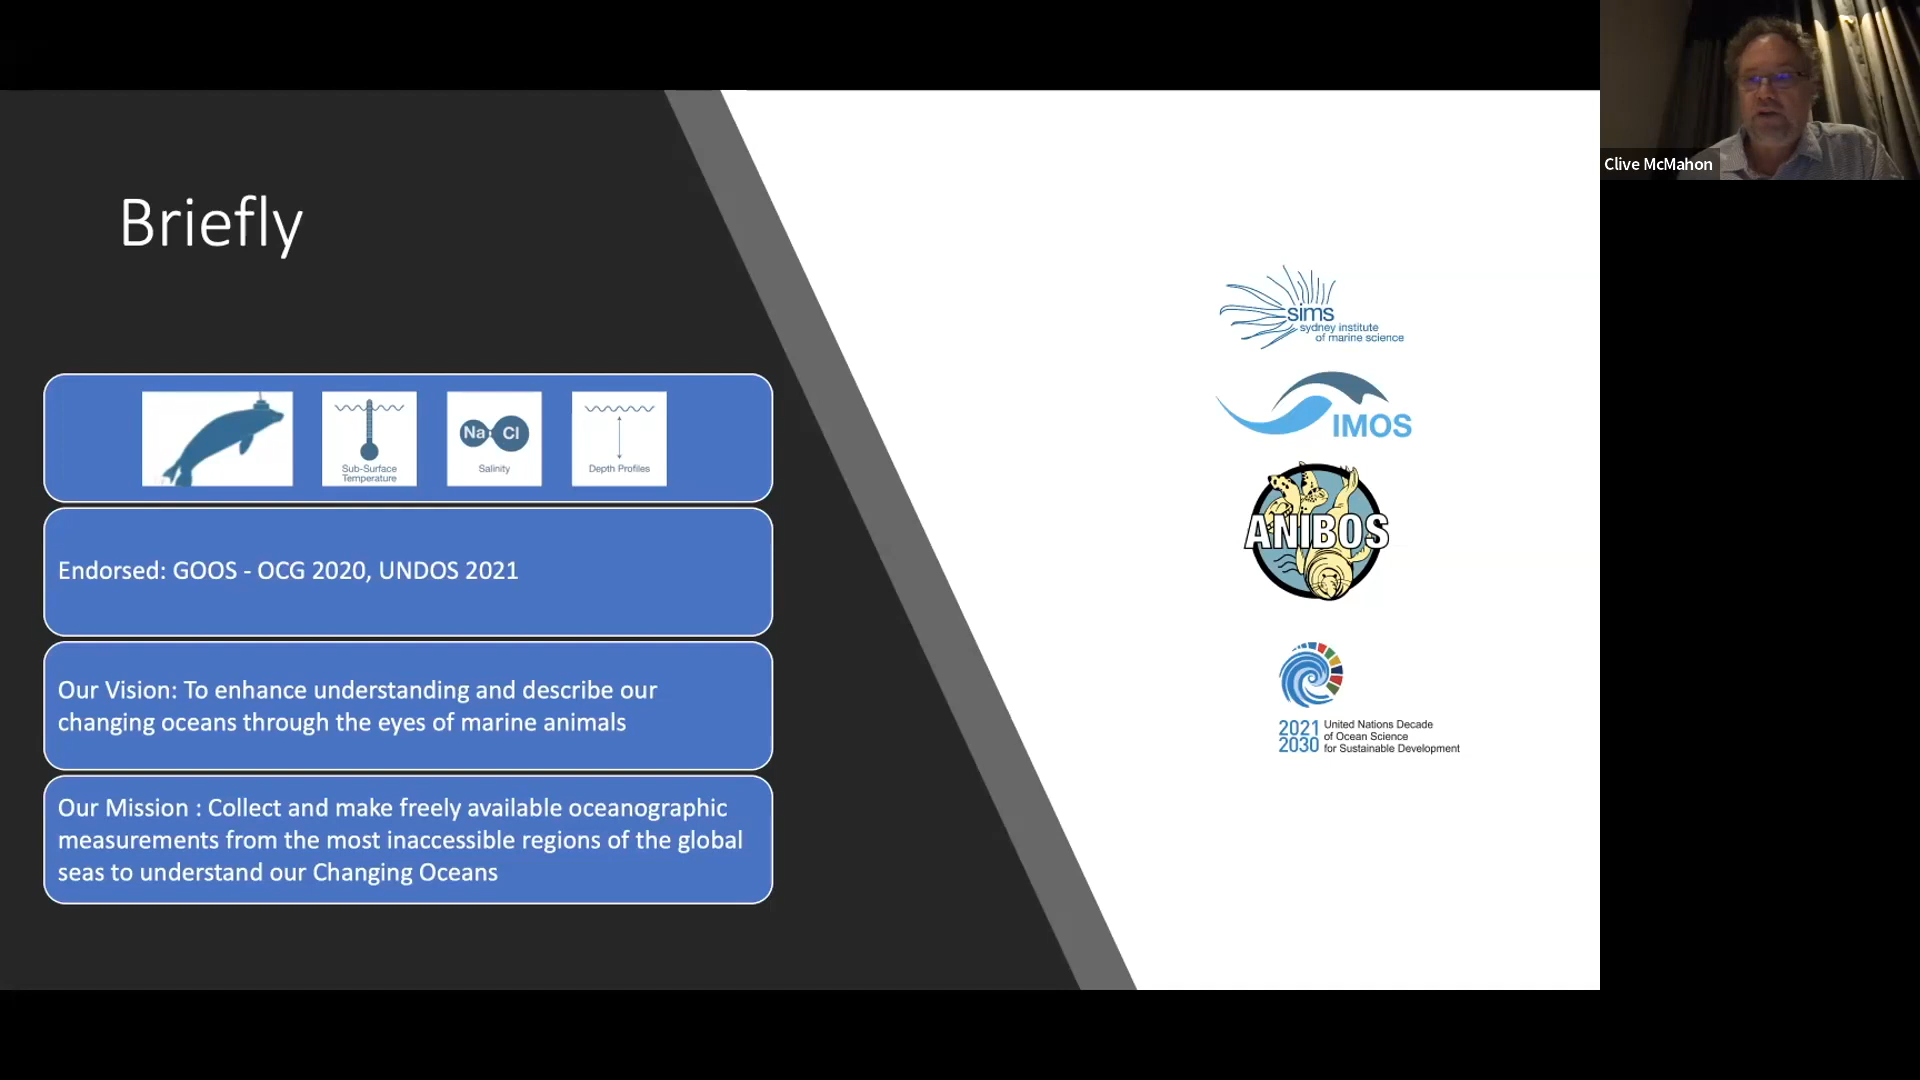 Briefly
Sub-Surface
Temperature
Na Cl
Salinity
Depth Profiles
Endorsed: GOOS - OCG 2020, UNDOS 2021
Our Vision: To enhance understanding and describe our
changing oceans through the eyes of marine animals
Our Mission : Collect and make freely available oceanographic
measurements from the most inaccessible regions of the global
seas to understand our Changing Oceans
sims
sydney institute
of marine science
IMOS
ANIBOS
2021 United Nations Decade
of Ocean Science
2030 for Sustainable Development
Clive McMahon